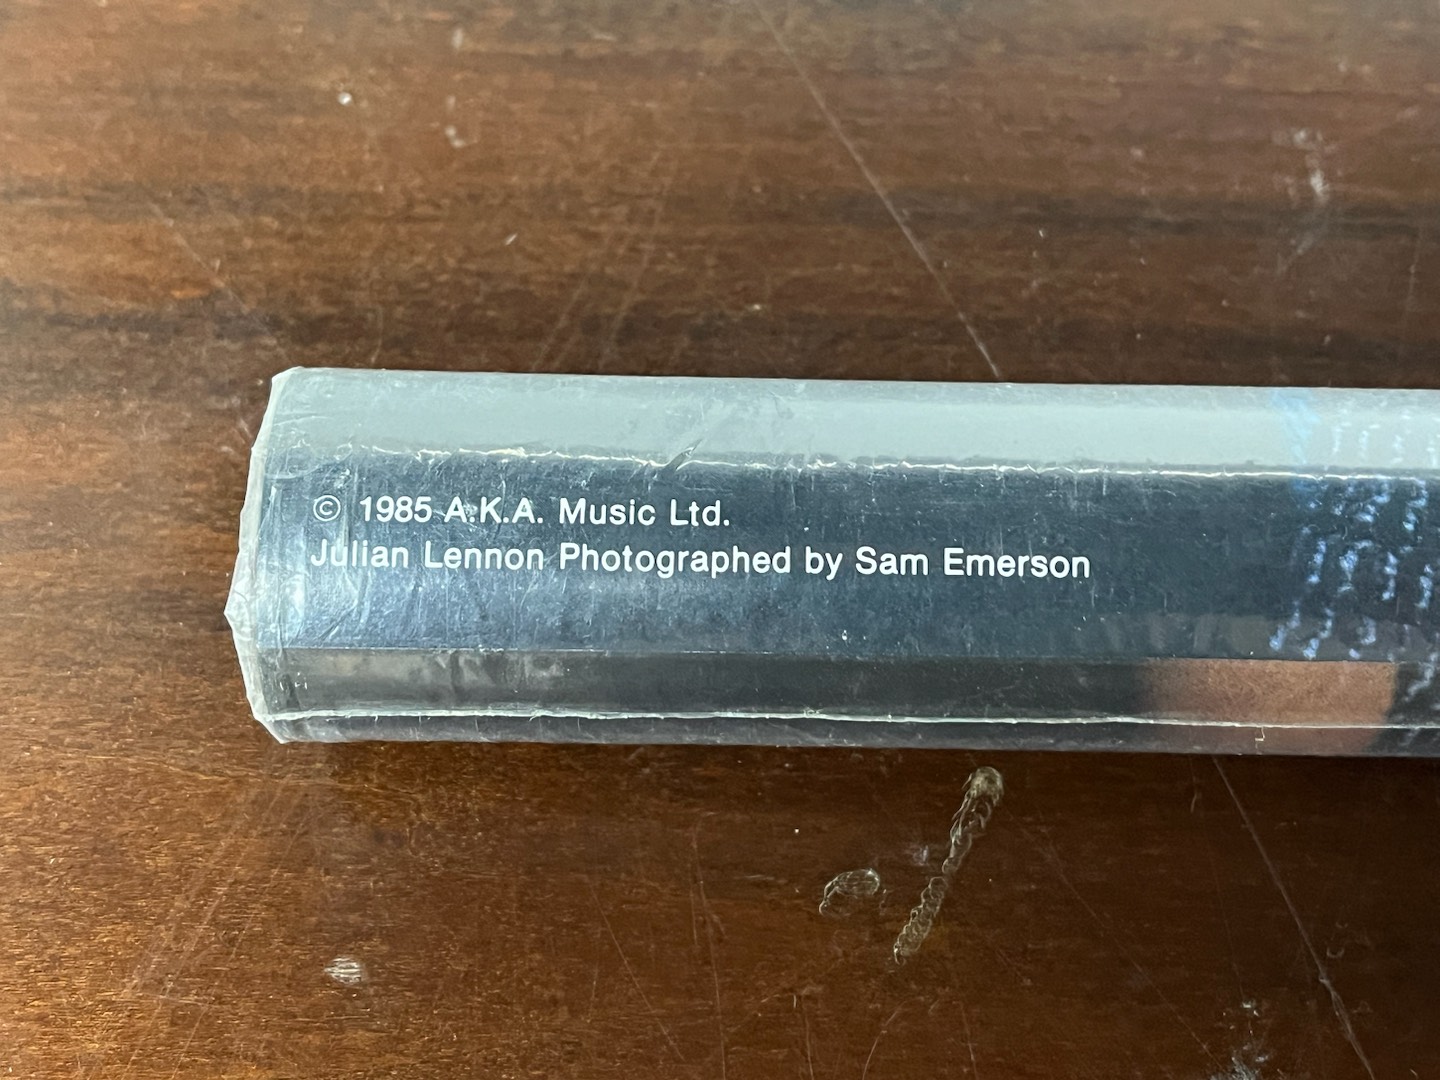 © 1985 A.K.A. Music Ltd.
Julian Lennon Photographed by Sam Emerson